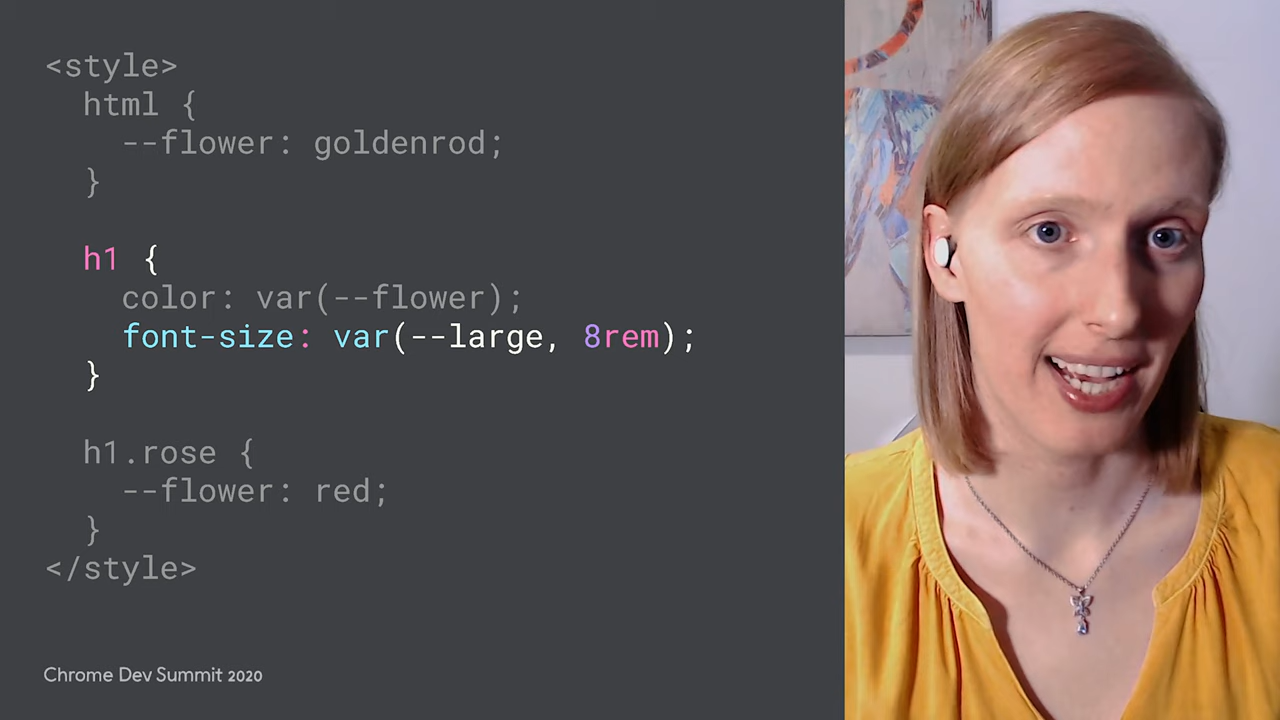 <style>
html {
--flower: goldenrod;
}
h1 {
color: var(--flower);
font-size: var(--large, 8rem);
}
h1.rose {
--flower: red;
}
</style>
Chrome Dev Summit 2020